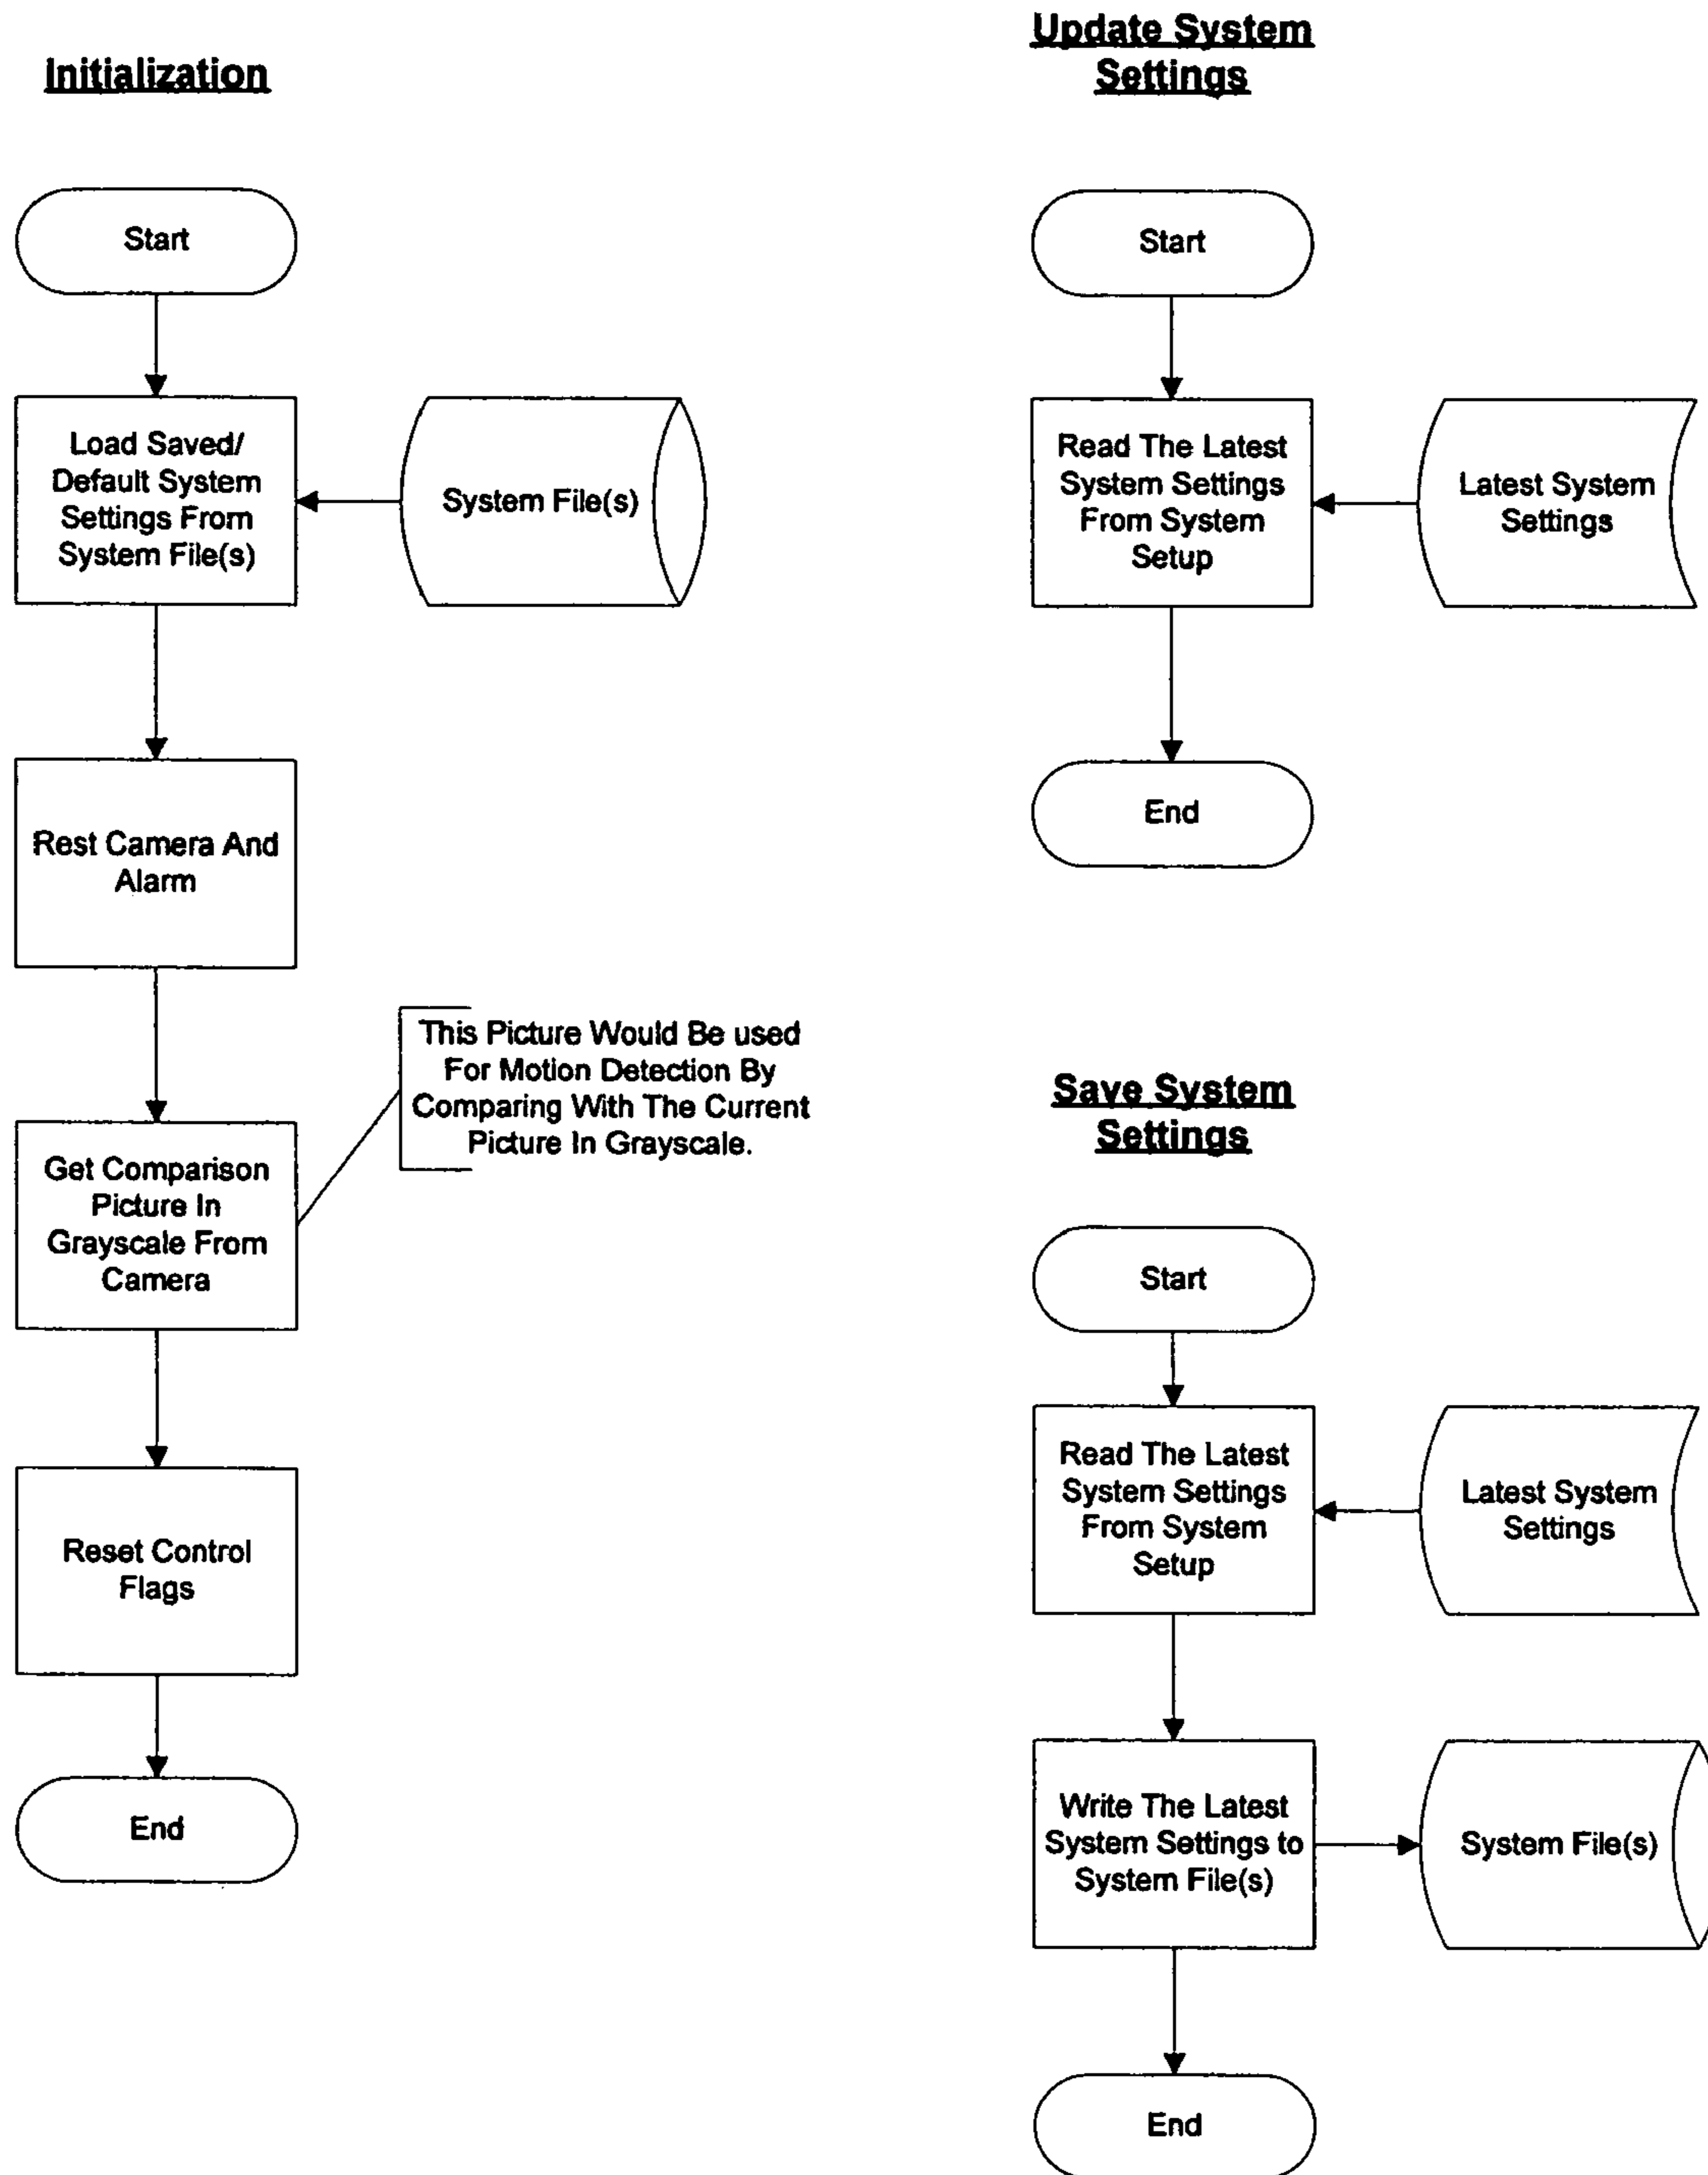 Initialization
Start
Load Saved/
Default System
Settings From
System File(s)
System File(s)
Rest Camera And
Alarm
This Picture Would Be used
For Motion Detection By
Comparing With The Current
Picture In Grayscale.
Get Comparison
Picture In
Grayscale From
Camera
Reset Control
Flags
End
Update System
Settings
Start
Read The Latest
System Settings
From System
Setup
Latest System
Settings
End
Save System
Settings
Start
Read The Latest
System Settings
From System
Setup
Latest System
Settings
Write The Latest
System Settings to
System File(s)
System File(s)
End